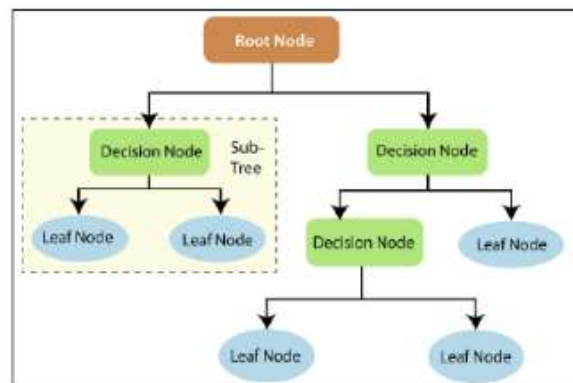 Root Node
Decision Node
Sub-
Tree
Decision Node
Leaf Node
Leaf Node
Decision Node
Leaf Node
Leaf Node
Leaf Node